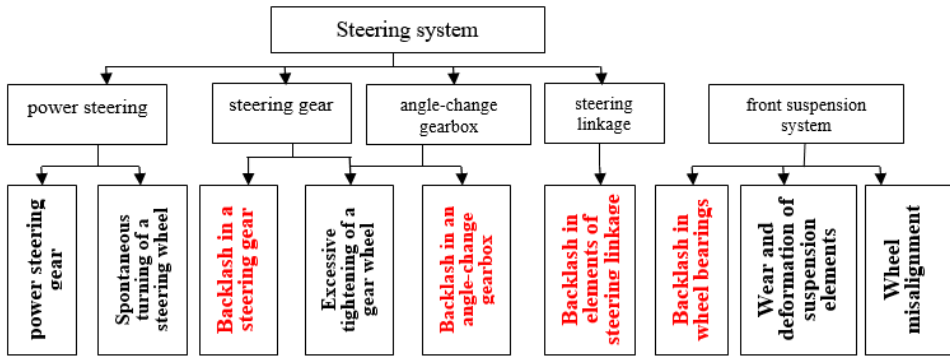 Steering system
power steering
steering gear
angle-change
gearbox
steering
linkage
front suspension
system
power steering
gear
Spontaneous
turning of a
steering wheel
Backlash in a
steering gear
Excessive
tightening of a
gear wheel
Backlash in an
angle-change
gearbox
Backlash in
elements of
steering linkage
Backlash in
wheel bearings
Wear and
deformation of
suspension
elements
Wheel
misalignment